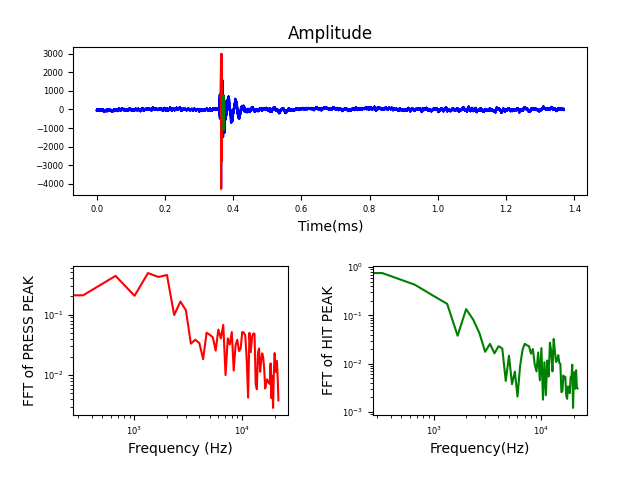 Amplitude
3000
2000
1000
0
−1000
−2000
−3000
−4000
0.0 0.2 0.4 0.6 0.8 1.0 1.2 1.4
Time(ms)
FFT of PRESS PEAK
10⁻¹
10⁻²
10³ 10⁴
Frequency (Hz)
FFT of HIT PEAK
10⁰
10⁻¹
10⁻²
10⁻³
10³ 10⁴
Frequency(Hz)